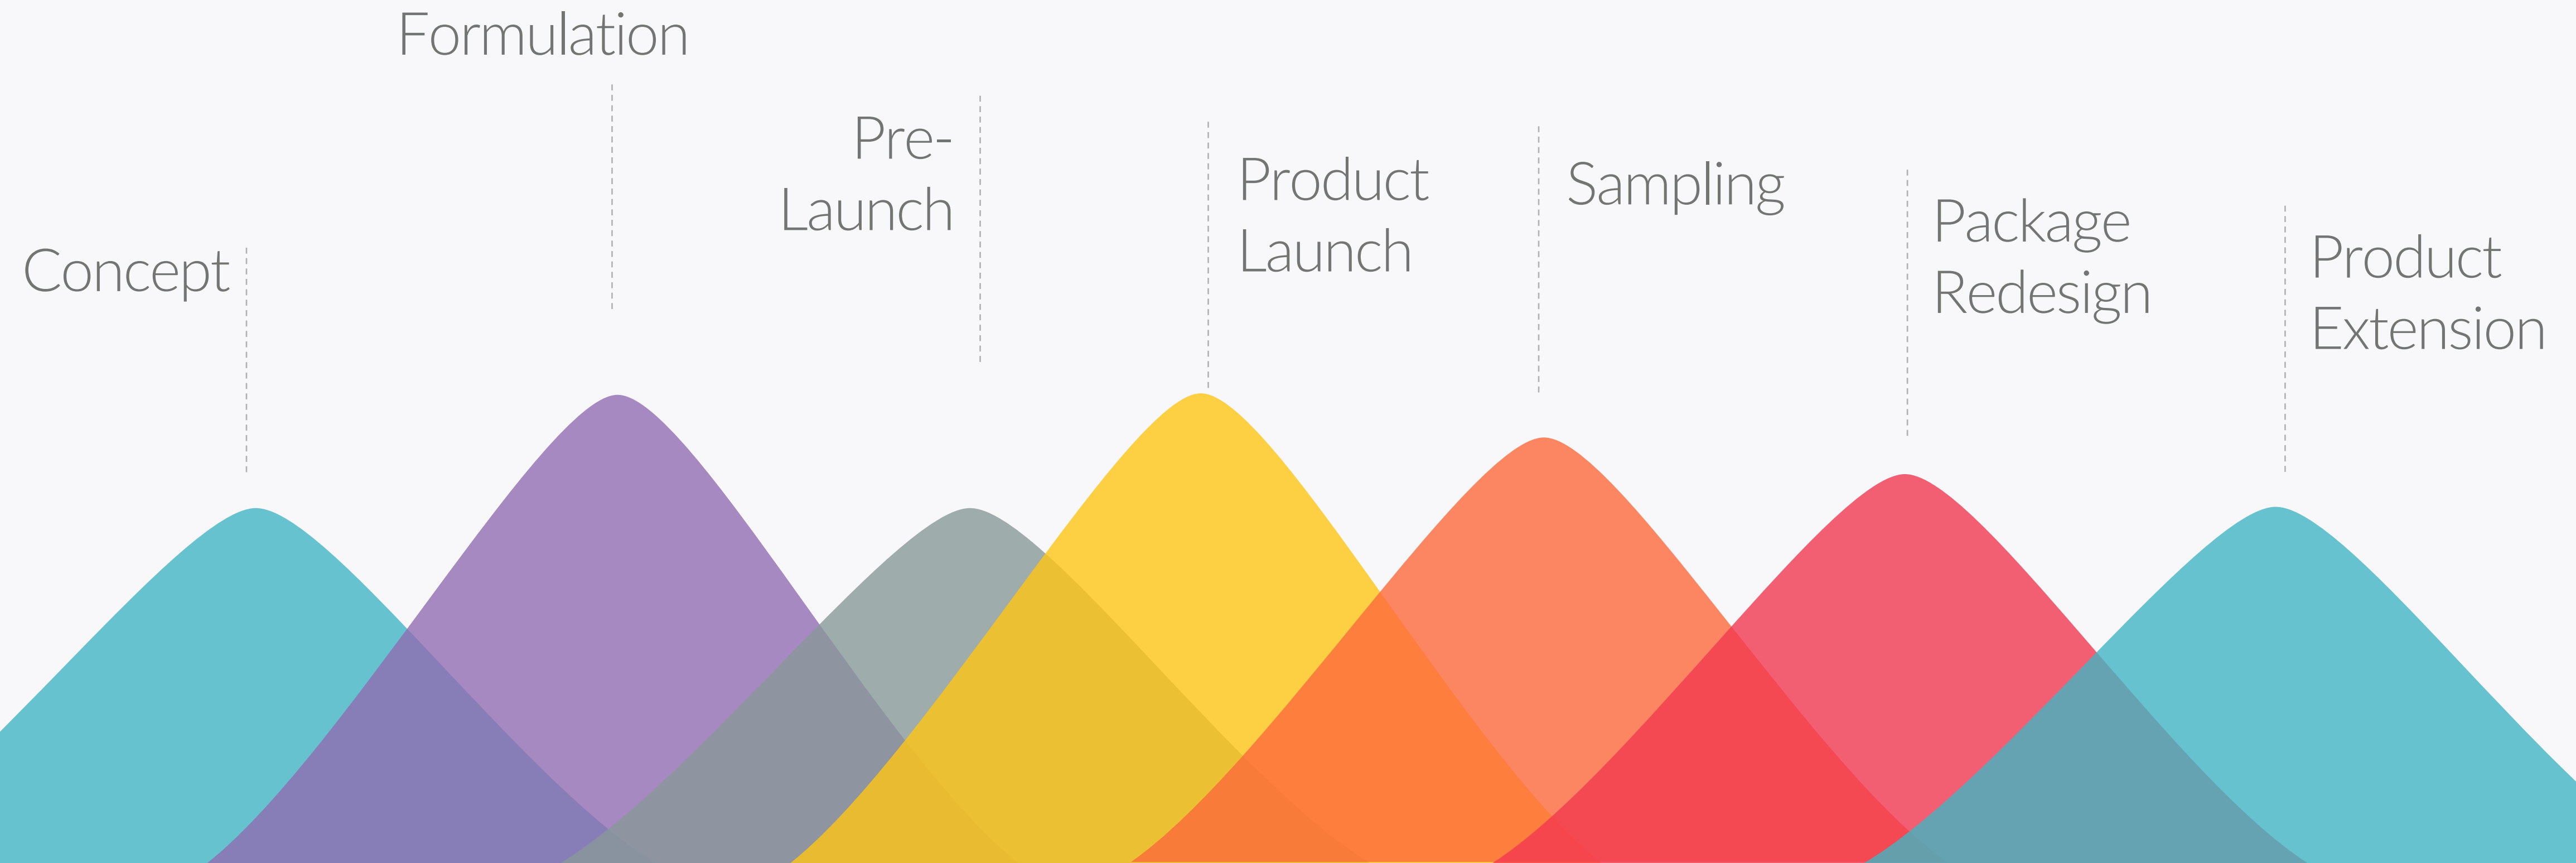 Formulation
Pre-
Launch
Product
Launch
Sampling
Package
Redesign
Product
Extension
Concept